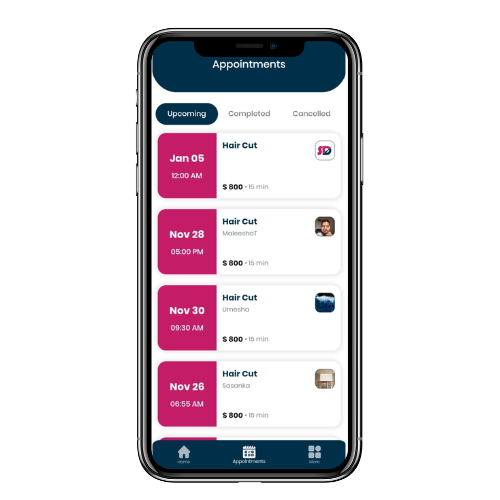 Appointments
Upcoming Completed Cancelled
Jan 05
12:00 AM
Hair Cut
$ 800 • 15 min
SD
Nov 28
05:00 PM
Hair Cut
MaleeshaT
$ 800 • 15 min
Nov 30
09:30 AM
Hair Cut
Umesha
$ 800 • 15 min
Nov 26
06:55 AM
Hair Cut
Sasanka
$ 800 • 15 min
Home Appointments More